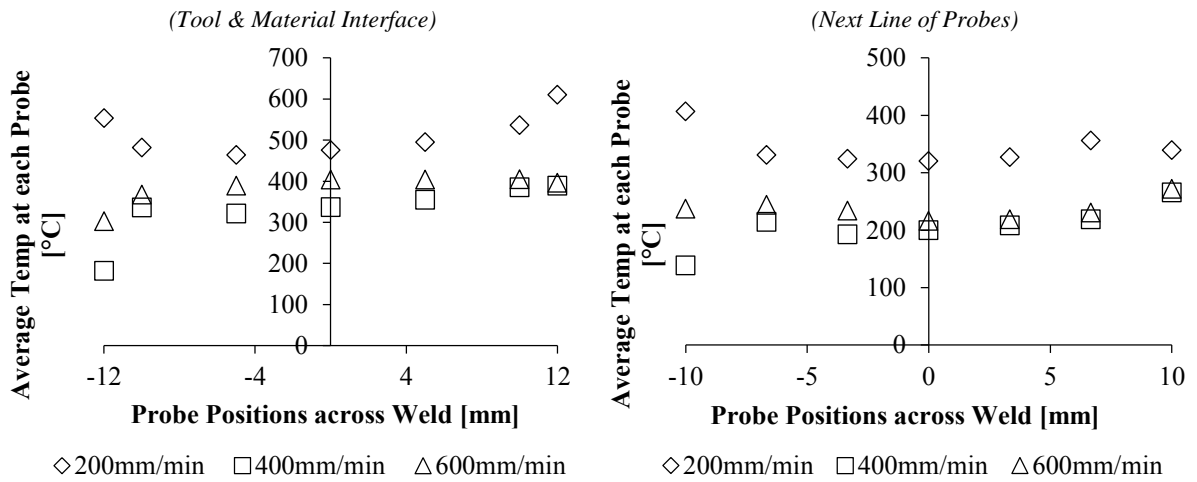 (Tool & Material Interface)
700
600
500
400
300
200
100
0
-12
-4
4
12
Average Temp at each Probe
[°C]
Probe Positions across Weld [mm]
200mm/min 400mm/min 600mm/min
(Next Line of Probes)
500
400
300
200
100
0
-10
-5
0
5
10
Average Temp at each Probe
[°C]
Probe Positions across Weld [mm]
200mm/min 400mm/min 600mm/min